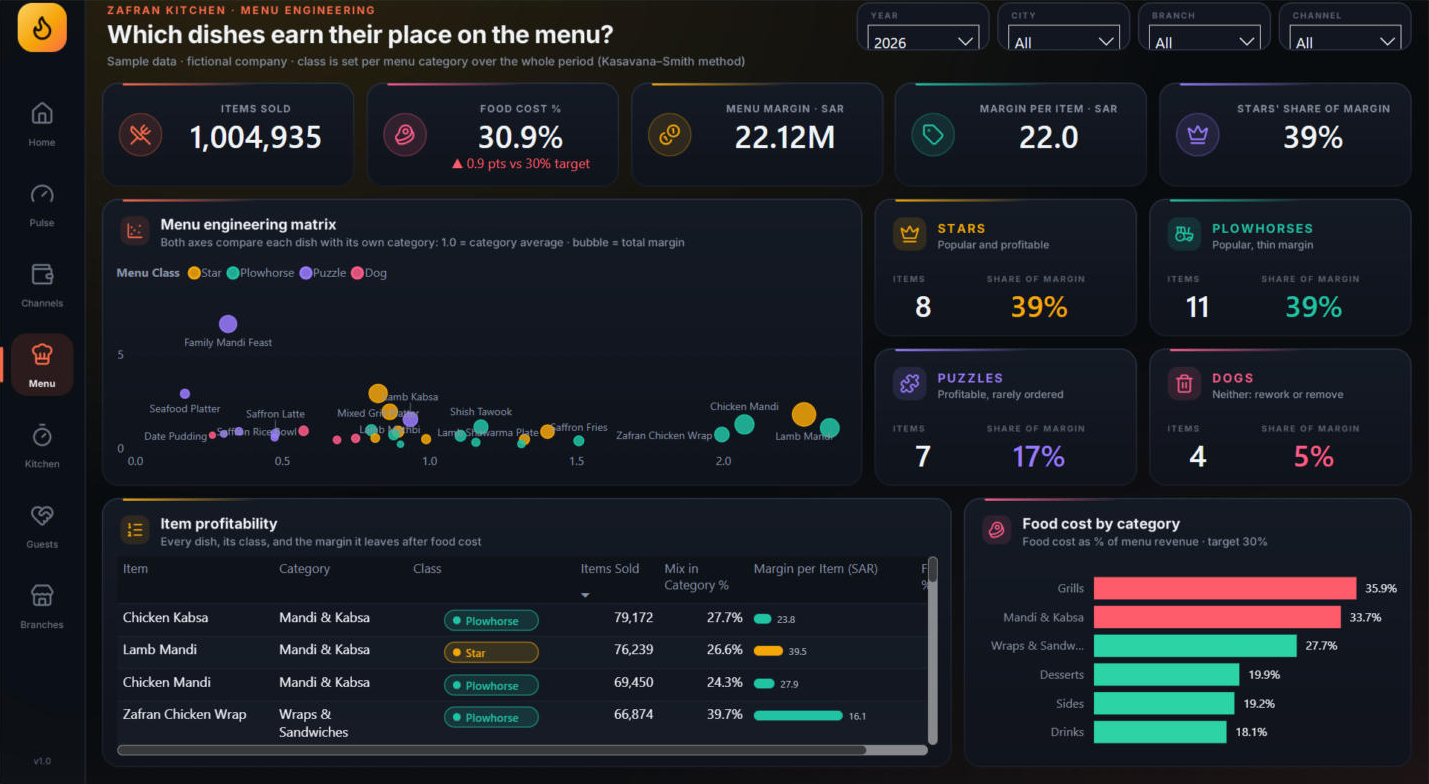 ZAFRAN KITCHEN · MENU ENGINEERING
Which dishes earn their place on the menu?
Sample data · fictional company · class is set per menu category over the whole period (Kasavana–Smith method)
YEAR
2026
CITY
All
BRANCH
All
CHANNEL
All
Home
Pulse
Channels
Menu
Kitchen
Guests
Branches
v1.0
ITEMS SOLD
1,004,935
FOOD COST %
30.9%
▲ 0.9 pts vs 30% target
MENU MARGIN · SAR
22.12M
MARGIN PER ITEM · SAR
22.0
STARS' SHARE OF MARGIN
39%
Menu engineering matrix
Both axes compare each dish with its own category: 1.0 = category average · bubble = total margin
Menu Class Star Plowhorse Puzzle Dog
5
0
Family Mandi Feast
Seafood Platter
Lamb Kabsa
Saffron Latte
Mixed Grill Platter
Shish Tawook
Chicken Mandi
Date Pudding
Saffron Rice Bowl
Lamb Shawarma Plate
Saffron Fries
Zafran Chicken Wrap
Lamb Mandi
0.0 0.5 1.0 1.5 2.0
STARS
Popular and profitable
ITEMS SHARE OF MARGIN
8 39%
PLOWHORSES
Popular, thin margin
ITEMS SHARE OF MARGIN
11 39%
PUZZLES
Profitable, rarely ordered
ITEMS SHARE OF MARGIN
7 17%
DOGS
Neither: rework or remove
ITEMS SHARE OF MARGIN
4 5%
Item profitability
Every dish, its class, and the margin it leaves after food cost
Item Category Class Items Sold Mix in Category % Margin per Item (SAR)
Chicken Kabsa Mandi & Kabsa Plowhorse 79,172 27.7% 23.8
Lamb Mandi Mandi & Kabsa Star 76,239 26.6% 39.5
Chicken Mandi Mandi & Kabsa Plowhorse 69,450 24.3% 27.9
Zafran Chicken Wrap Wraps & Sandwiches Plowhorse 66,874 39.7% 16.1
Food cost by category
Food cost as % of menu revenue · target 30%
Grills 35.9%
Mandi & Kabsa 33.7%
Wraps & Sandw... 27.7%
Desserts 19.9%
Sides 19.2%
Drinks 18.1%